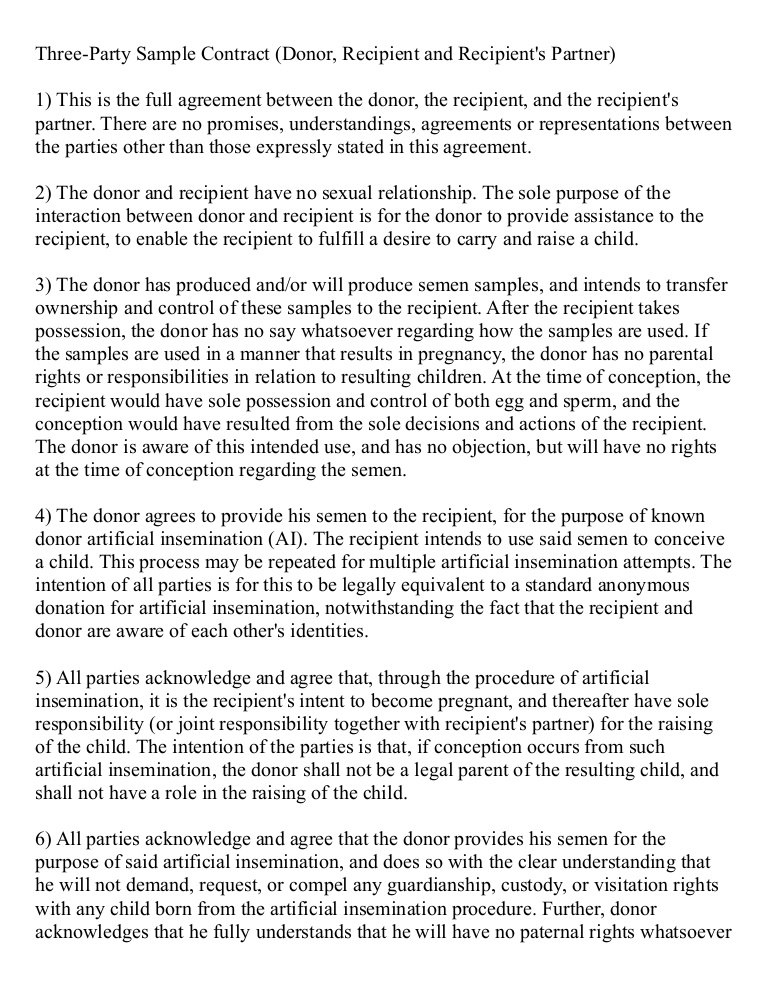 Three-Party Sample Contract (Donor, Recipient and Recipient's Partner)
1) This is the full agreement between the donor, the recipient, and the recipient's
partner. There are no promises, understandings, agreements or representations between
the parties other than those expressly stated in this agreement.
2) The donor and recipient have no sexual relationship. The sole purpose of the
interaction between donor and recipient is for the donor to provide assistance to the
recipient, to enable the recipient to fulfill a desire to carry and raise a child.
3) The donor has produced and/or will produce semen samples, and intends to transfer
ownership and control of these samples to the recipient. After the recipient takes
possession, the donor has no say whatsoever regarding how the samples are used. If
the samples are used in a manner that results in pregnancy, the donor has no parental
rights or responsibilities in relation to resulting children. At the time of conception, the
recipient would have sole possession and control of both egg and sperm, and the
conception would have resulted from the sole decisions and actions of the recipient.
The donor is aware of this intended use, and has no objection, but will have no rights
at the time of conception regarding the semen.
4) The donor agrees to provide his semen to the recipient, for the purpose of known
donor artificial insemination (AI). The recipient intends to use said semen to conceive
a child. This process may be repeated for multiple artificial insemination attempts. The
intention of all parties is for this to be legally equivalent to a standard anonymous
donation for artificial insemination, notwithstanding the fact that the recipient and
donor are aware of each other's identities.
5) All parties acknowledge and agree that, through the procedure of artificial
insemination, it is the recipient's intent to become pregnant, and thereafter have sole
responsibility (or joint responsibility together with recipient's partner) for the raising
of the child. The intention of the parties is that, if conception occurs from such
artificial insemination, the donor shall not be a legal parent of the resulting child, and
shall not have a role in the raising of the child.
6) All parties acknowledge and agree that the donor provides his semen for the
purpose of said artificial insemination, and does so with the clear understanding that
he will not demand, request, or compel any guardianship, custody, or visitation rights
with any child born from the artificial insemination procedure. Further, donor
acknowledges that he fully understands that he will have no paternal rights whatsoever